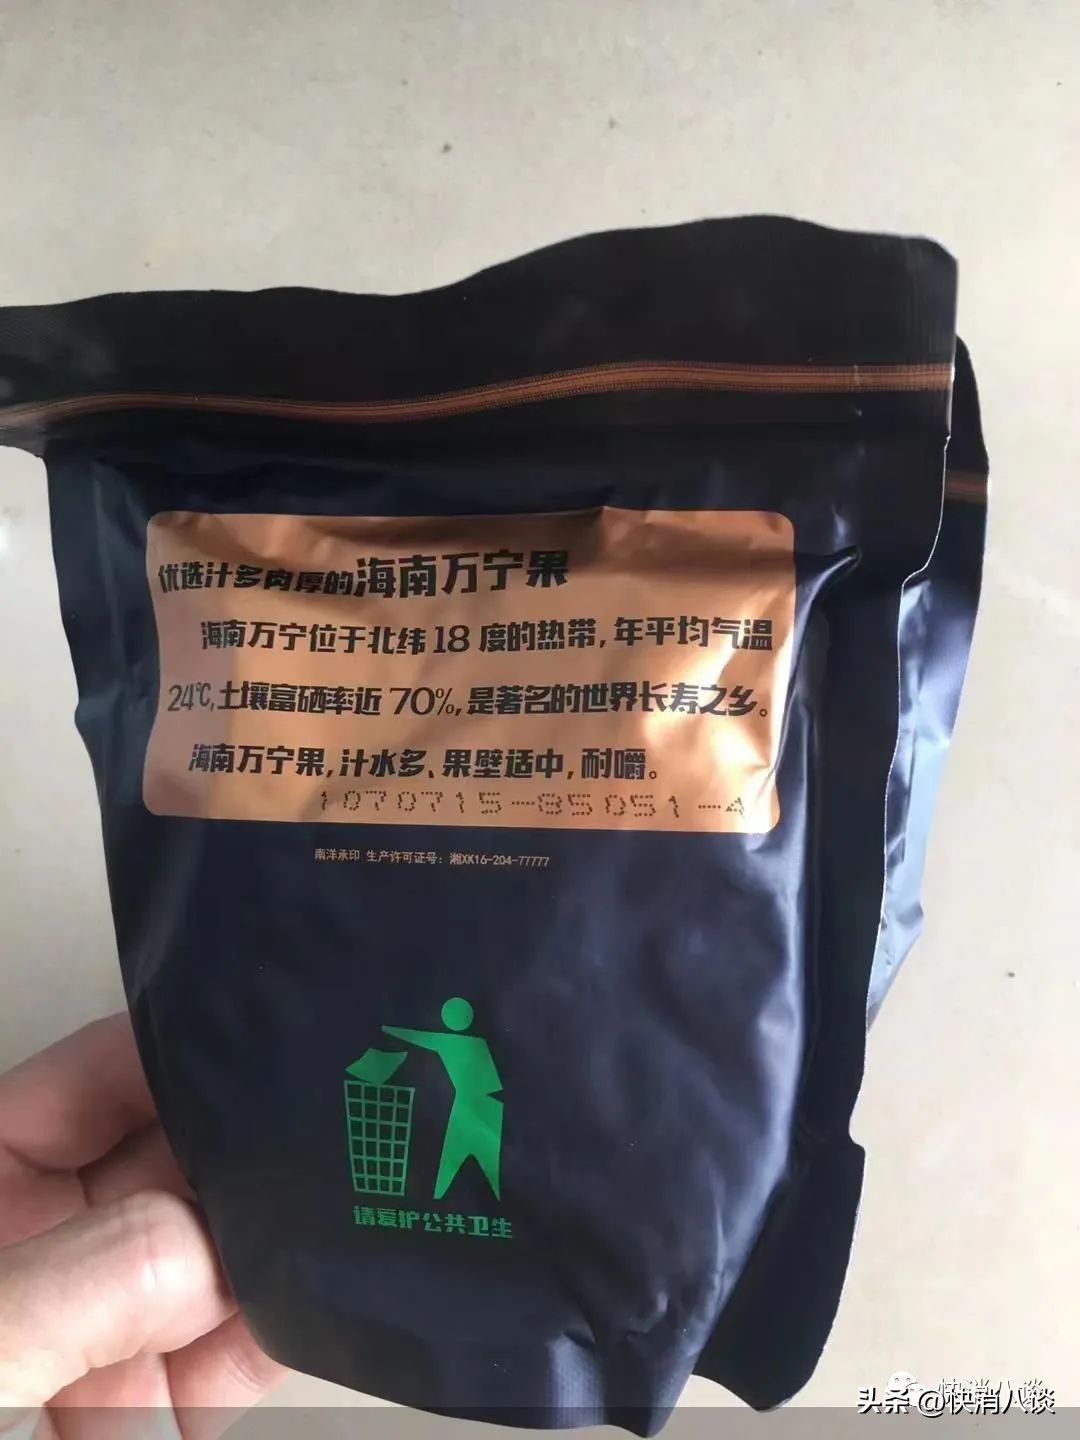 优选汁多肉厚的海南万宁果
海南万宁位于北纬18度的热带,年平均气温
24℃,土壤富硒率近70%,是著名的世界长寿之乡。
海南万宁果,汁水多、果壁适中,耐嚼。
1070715-85051-4
南洋承印 生产许可证号：湘XK16-204-77777
请爱护公共卫生
快消八谈
头条@快消八谈